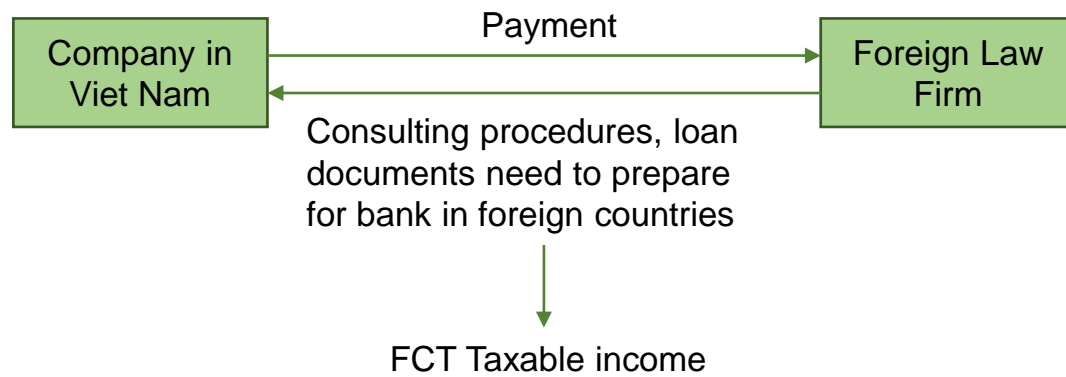 Payment
Company in
Viet Nam
Foreign Law
Firm
Consulting procedures, loan
documents need to prepare
for bank in foreign countries
FCT Taxable income